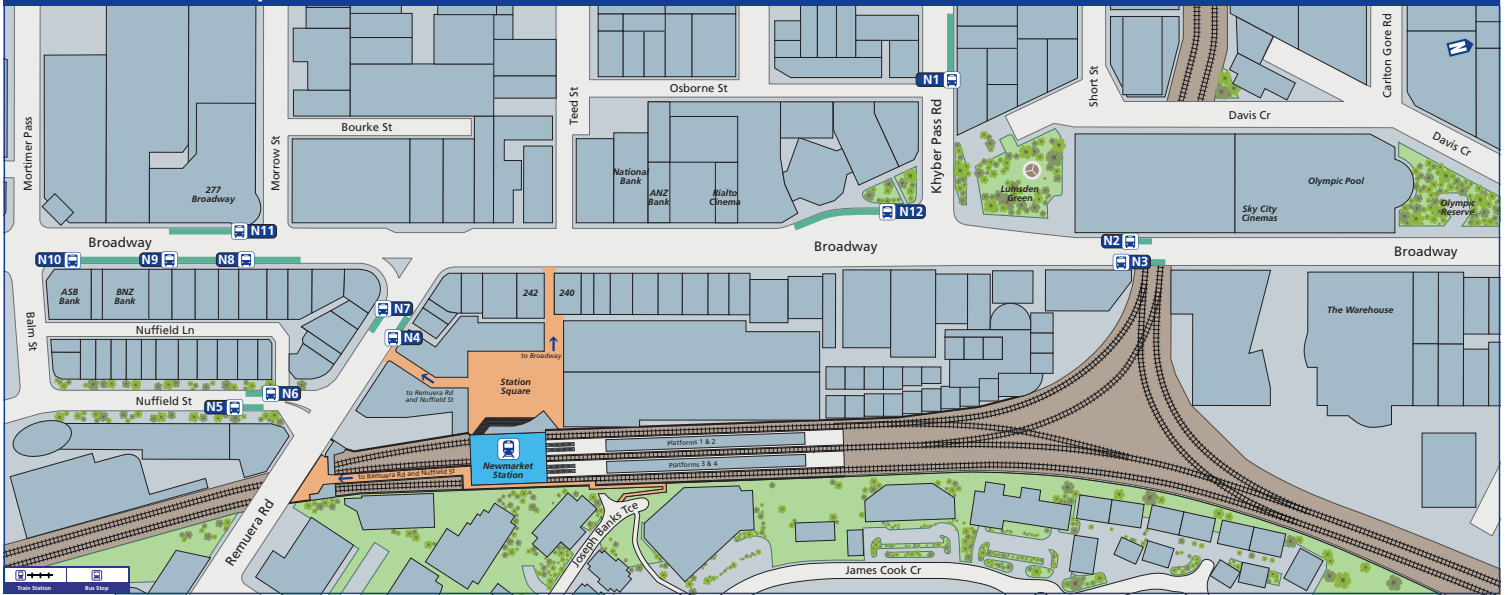 N1
Osborne St
Short St
Carlton Gore Rd
N
Mortimer Pass
Morrow St
Bourke St
Teed St
Khyber Pass Rd
Davis Cr
Davis Cr
277
Broadway
National
Bank
ANZ
Bank
Rialto
Cinema
Lumsden
Green
Olympic Pool
Sky City
Cinemas
Olympic
Reserve
N12
N11
Broadway
Broadway
N2
Broadway
N10
N9
N8
N3
ASB
Bank
BNZ
Bank
242
240
The Warehouse
N7
N4
Balm St
Nuffield Ln
to Broadway
Station
Square
to Remuera Rd
and Nuffield St
N6
Nuffield St
N5
Platforms 1 & 2
Newmarket
Station
Platforms 3 & 4
to Remuera Rd and Nuffield St
Remuera Rd
Joseph Banks Tce
James Cook Cr
Train Station
Bus Stop